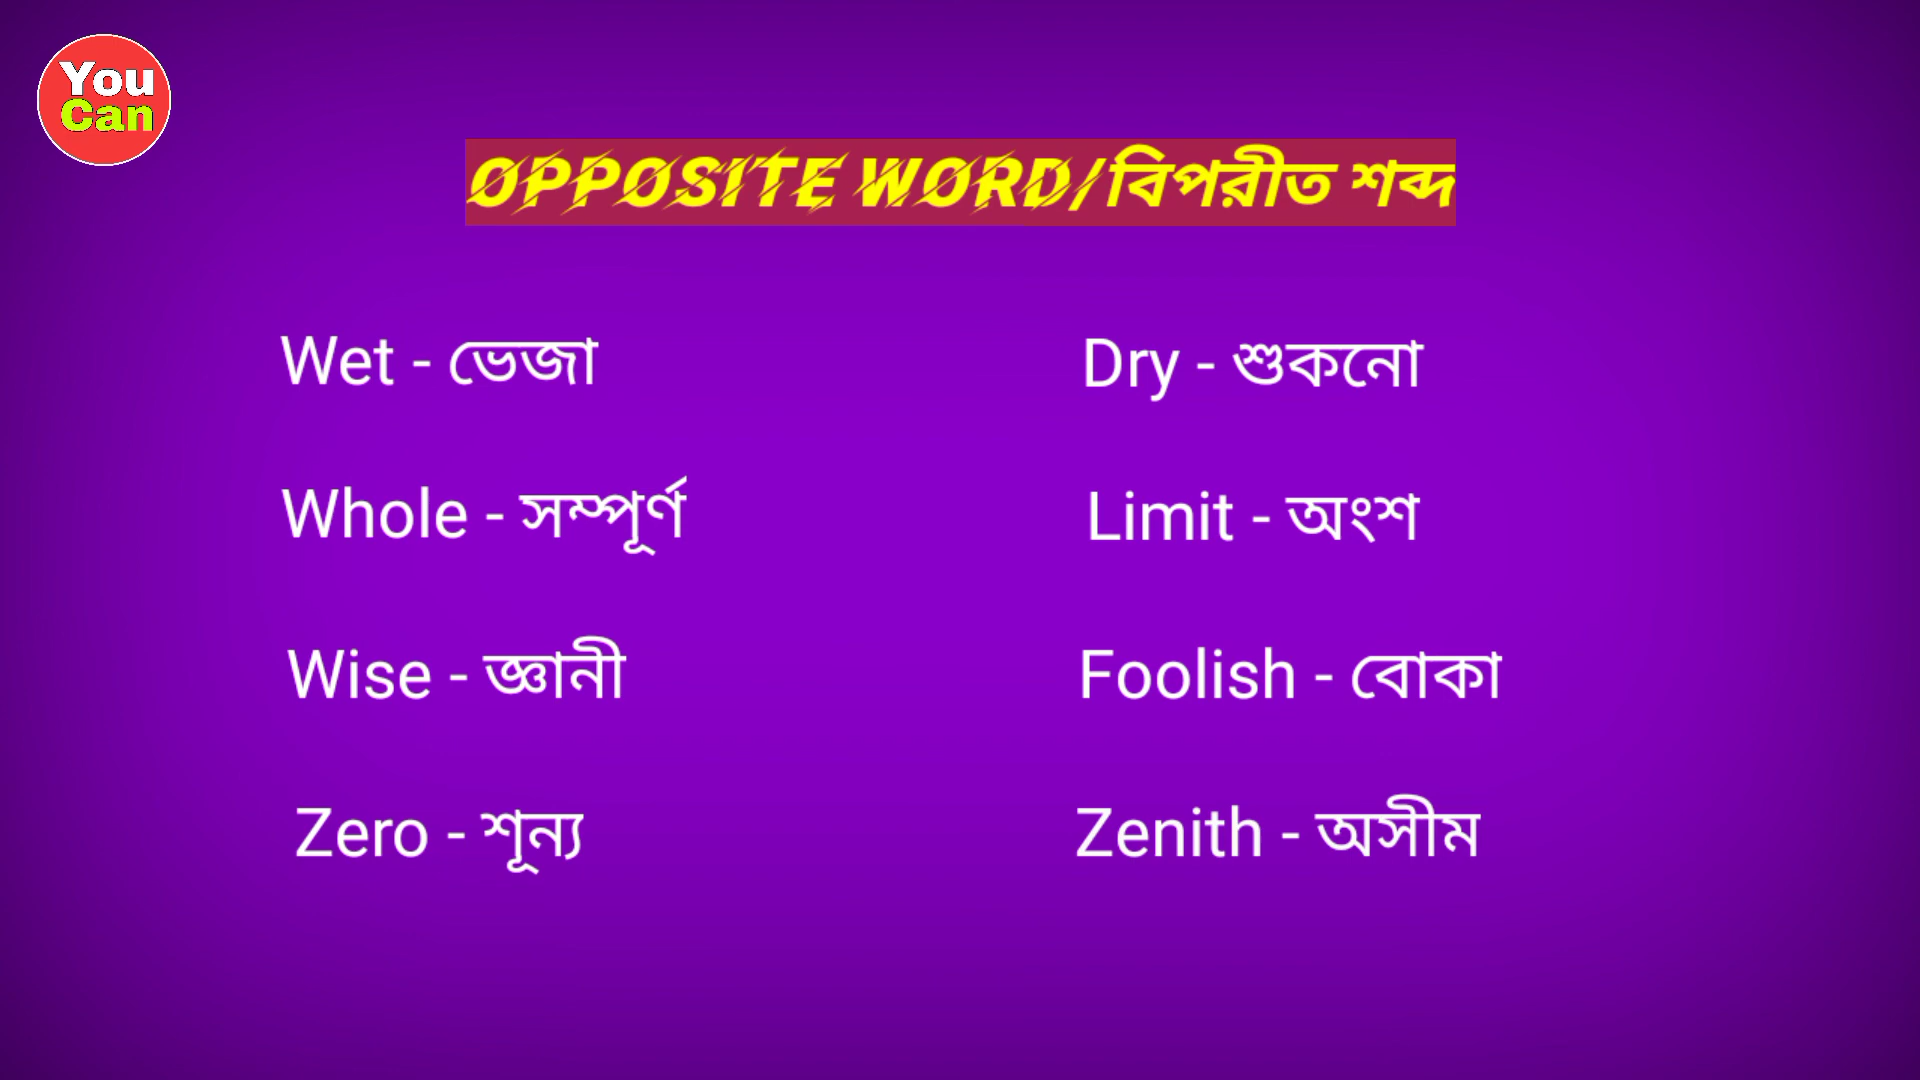 You
Can
OPPOSITE WORD/বিপরীত শব্দ
Wet - ভেজা
Dry - শুকনো
Whole - সম্পূর্ণ
Limit - অংশ
Wise - জ্ঞানী
Foolish - বোকা
Zero - শূন্য
Zenith - অসীম